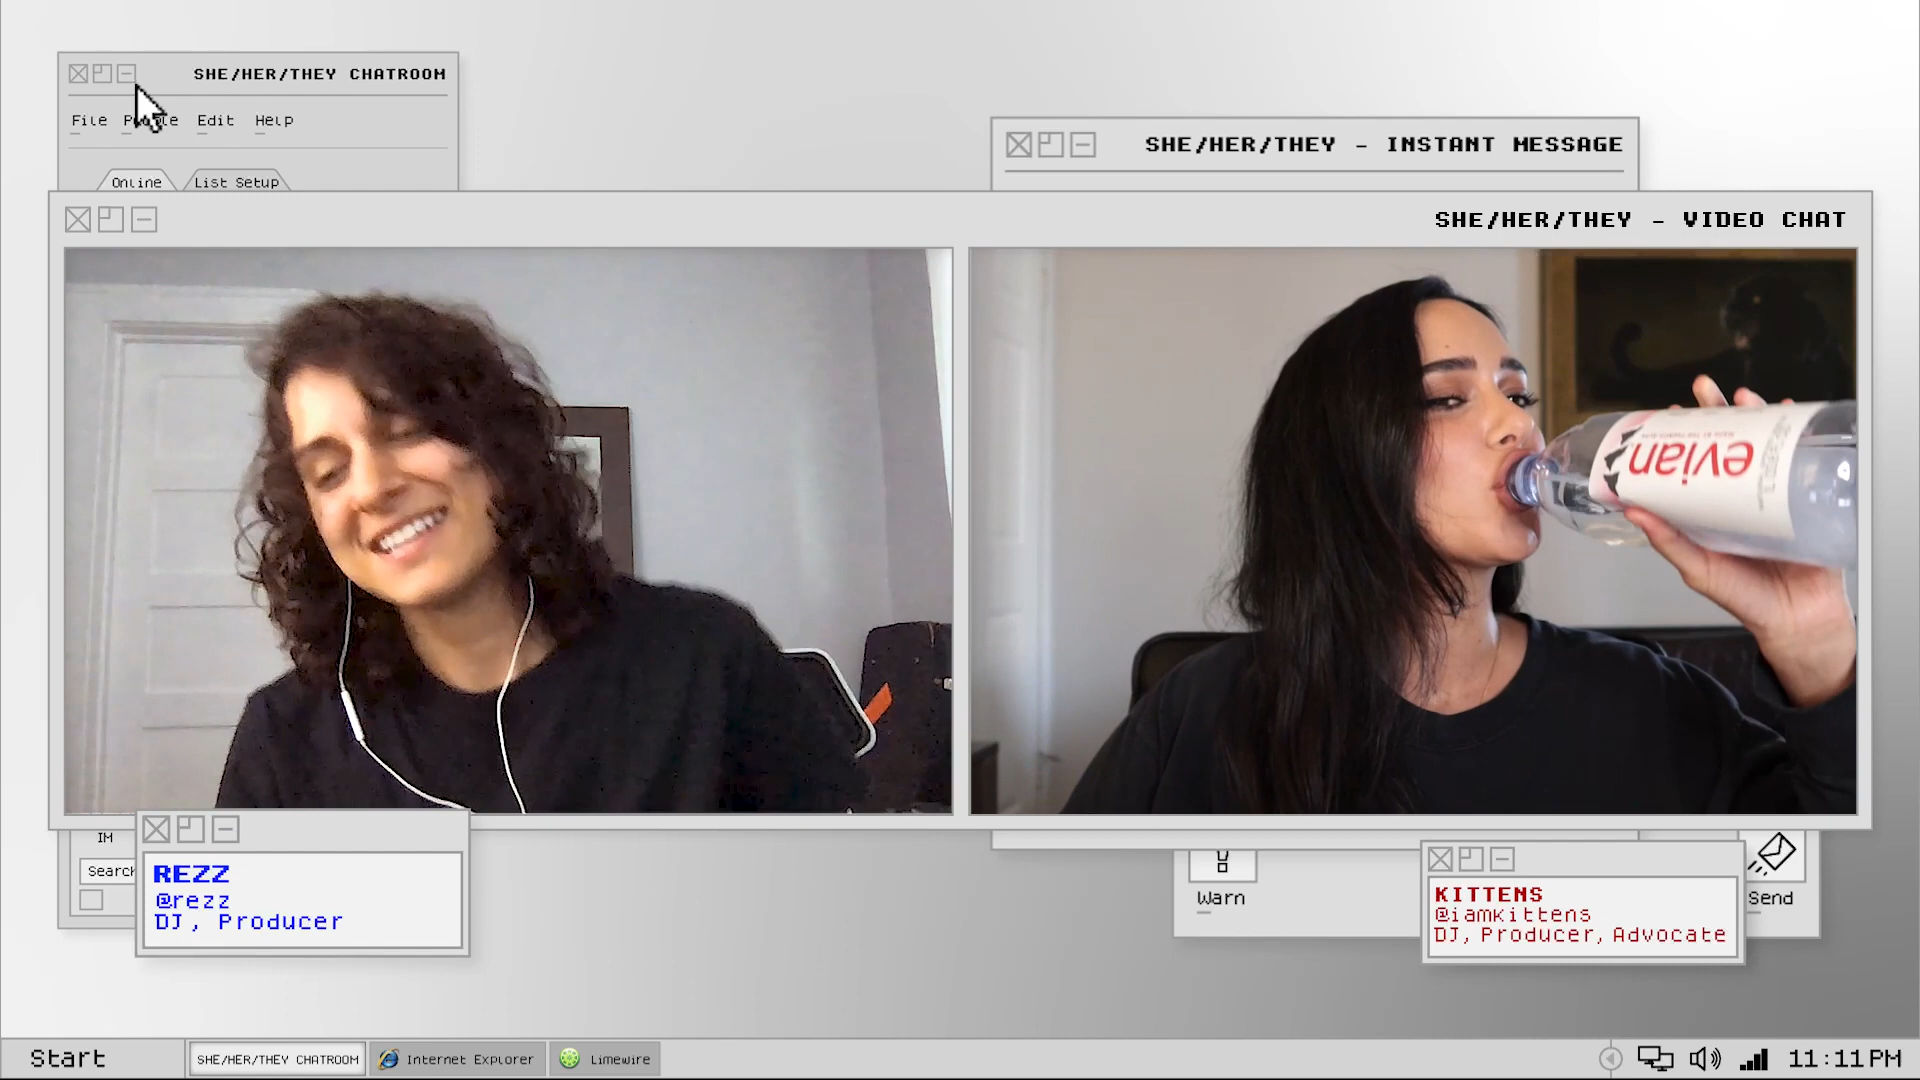 SHE/HER/THEY CHATROOM
File People Edit Help
Online List Setup
SHE/HER/THEY - INSTANT MESSAGE
SHE/HER/THEY - VIDEO CHAT
evian
IM
Search
REZZ
@rezz
DJ, Producer
Warn
Send
KITTENS
@iamkittens
DJ, Producer, Advocate
Start
SHE/HER/THEY CHATROOM
Internet Explorer
Limewire
11:11PM